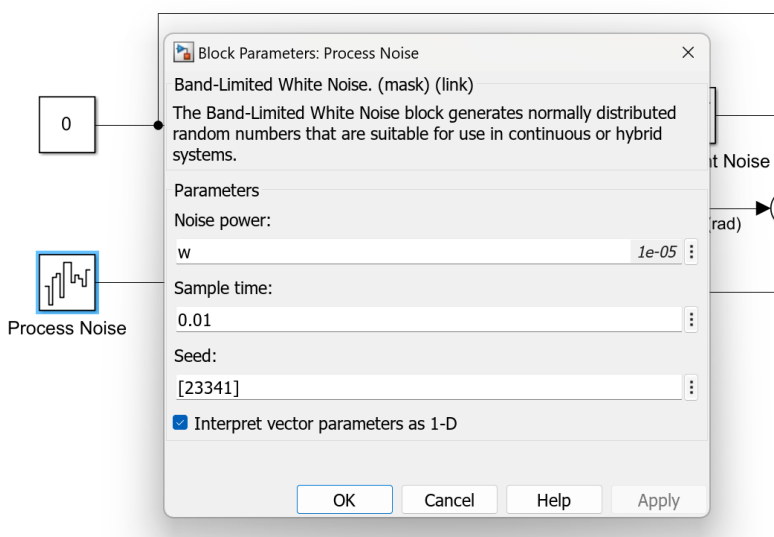 Block Parameters: Process Noise
Band-Limited White Noise. (mask) (link)
The Band-Limited White Noise block generates normally distributed
random numbers that are suitable for use in continuous or hybrid
systems.
0
Parameters
Noise power:
w 1e-05
Sample time:
0.01
Seed:
[23341]
Interpret vector parameters as 1-D
OK Cancel Help Apply
Process Noise
Noise
(rad)